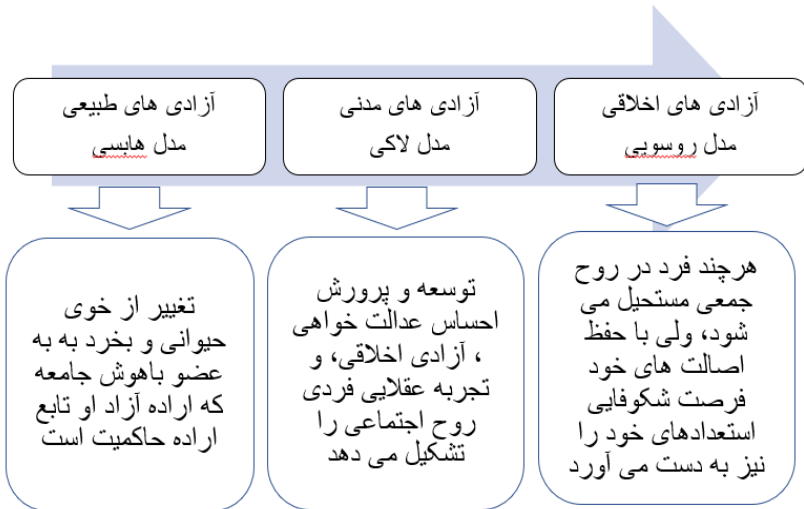 آزادی های طبیعی
مدل هابسی
آزادی های مدنی
مدل لاکی
آزادی های اخلاقی
مدل روسویی
تغییر از خوی
حیوانی و بخرد به به
عضو باهوش جامعه
که اراده آزاد او تابع
اراده حاکمیت است
توسعه و پرورش
احساس عدالت خواهی
، آزادی اخلاقی، و
تجربه عقلایی فردی
روح اجتماعی را
تشکیل می دهد
هرچند فرد در روح
جمعی مستحیل می
شود، ولی با حفظ
اصالت های خود
فرصت شکوفایی
استعدادهای خود را
نیز به دست می آورد